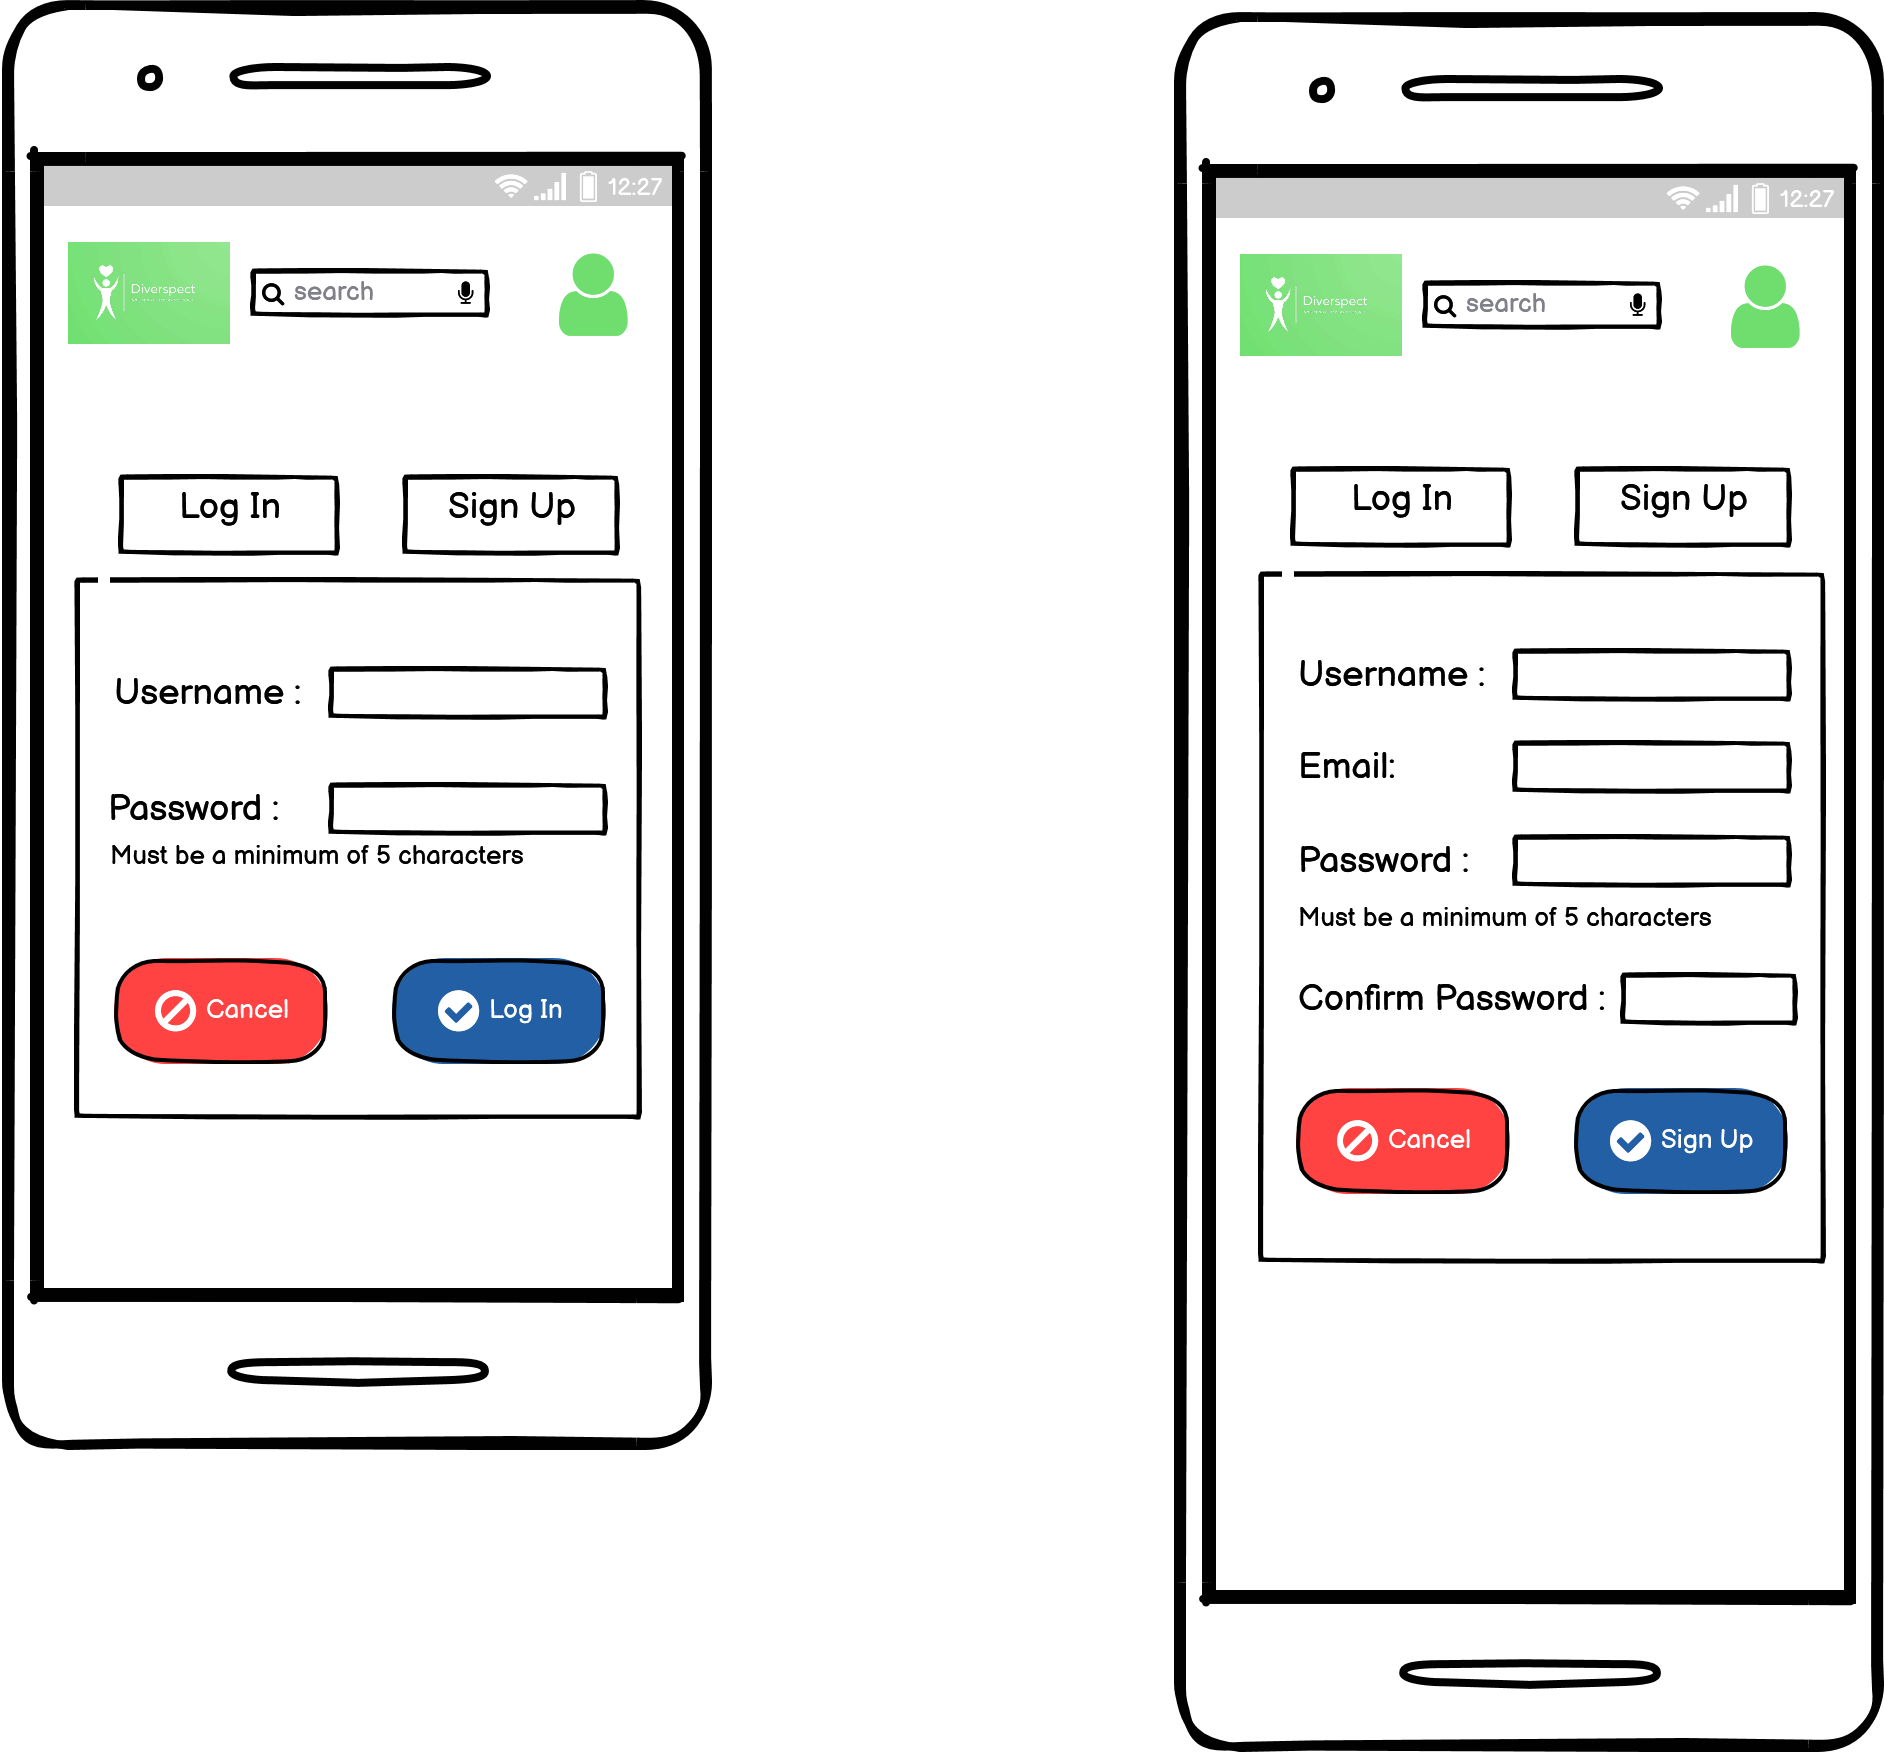 12:27
Diverspect
search
Log In
Sign Up
Username :
Password :
Must be a minimum of 5 characters
Cancel
Log In
12:27
Diverspect
search
Log In
Sign Up
Username :
Email:
Password :
Must be a minimum of 5 characters
Confirm Password :
Cancel
Sign Up